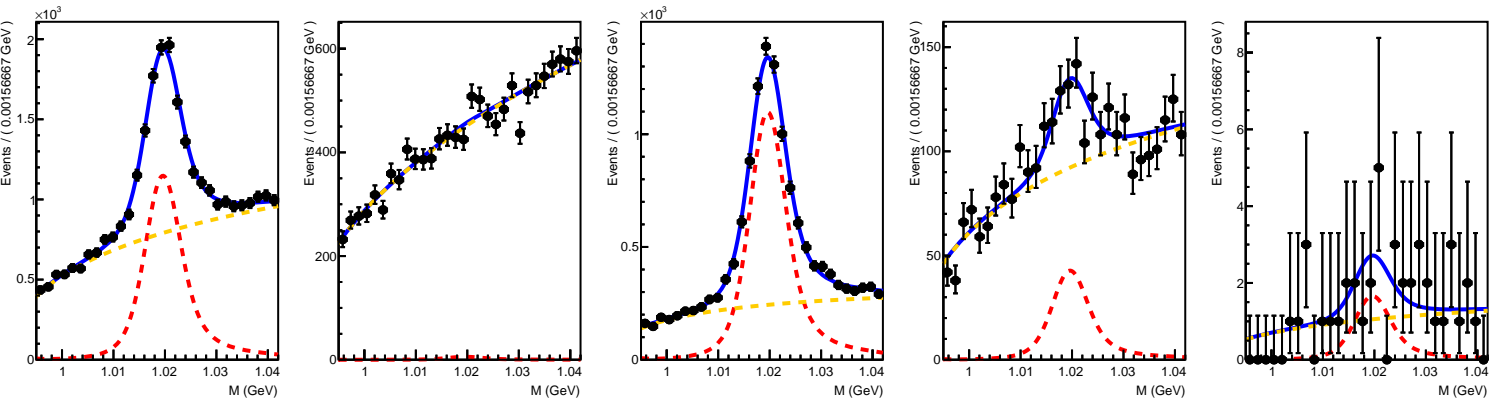 ×10³
Events / ( 0.00156667 GeV )
2
1.5
1
0.5
0
1 1.01 1.02 1.03 1.04
M (GeV)
Events / ( 0.00156667 GeV )
600
400
200
0
1 1.01 1.02 1.03 1.04
M (GeV)
×10³
Events / ( 0.00156667 GeV )
1
0.5
0
1 1.01 1.02 1.03 1.04
M (GeV)
Events / ( 0.00156667 GeV )
150
100
50
0
1 1.01 1.02 1.03 1.04
M (GeV)
Events / ( 0.00156667 GeV )
8
6
4
2
0
1 1.01 1.02 1.03 1.04
M (GeV)